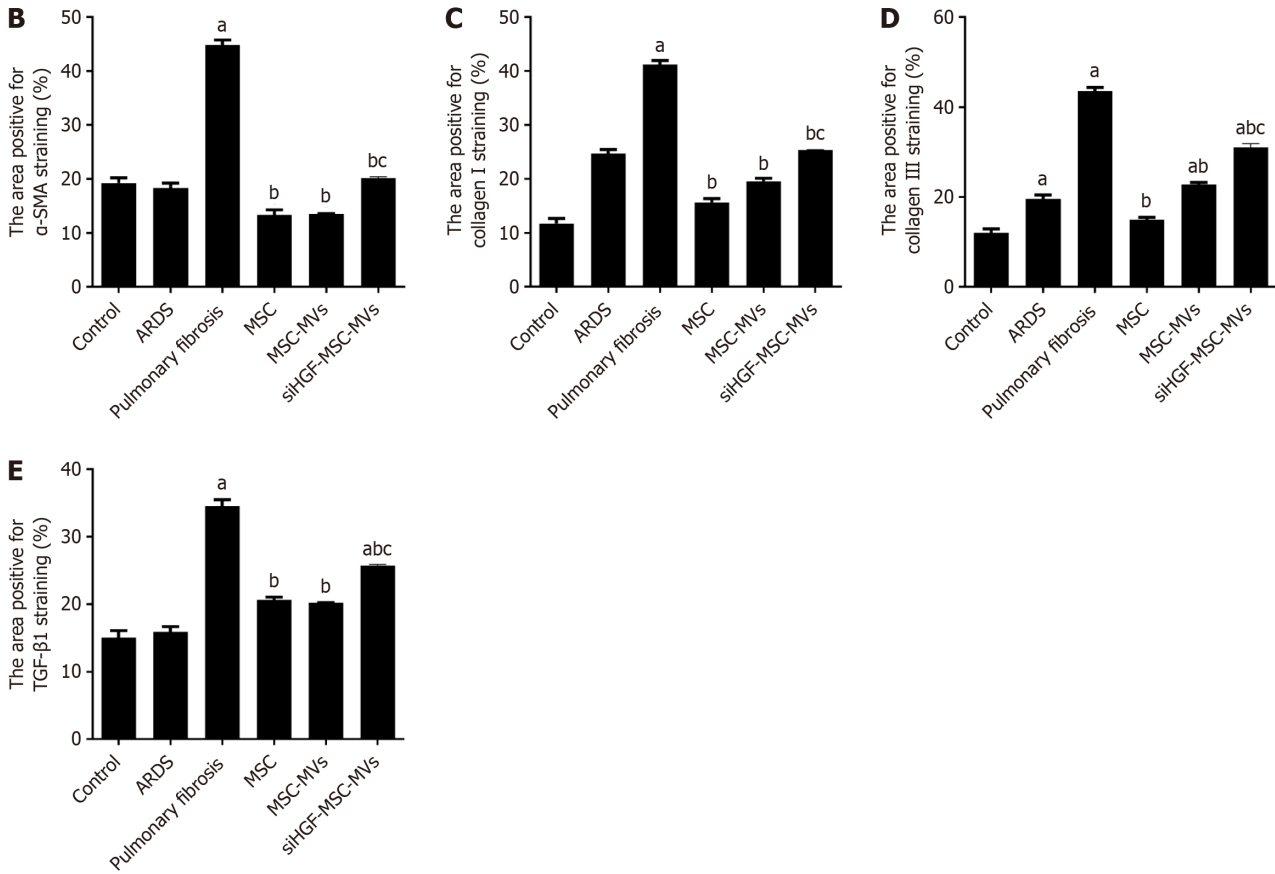 B
The area positive for
α-SMA straining (%)
50
40
30
20
10
0
a
b
b
bc
Control
ARDS
Pulmonary fibrosis
MSC
MSC-MVs
siHGF-MSC-MVs
C
The area positive for
collagen I straining (%)
50
40
30
20
10
0
a
b
b
bc
Control
ARDS
Pulmonary fibrosis
MSC
MSC-MVs
siHGF-MSC-MVs
D
The area positive for
collagen III straining (%)
60
40
20
0
a
a
b
ab
abc
Control
ARDS
Pulmonary fibrosis
MSC
MSC-MVs
siHGF-MSC-MVs
E
The area positive for
TGF-β1 straining (%)
40
30
20
10
0
a
b
b
abc
Control
ARDS
Pulmonary fibrosis
MSC
MSC-MVs
siHGF-MSC-MVs